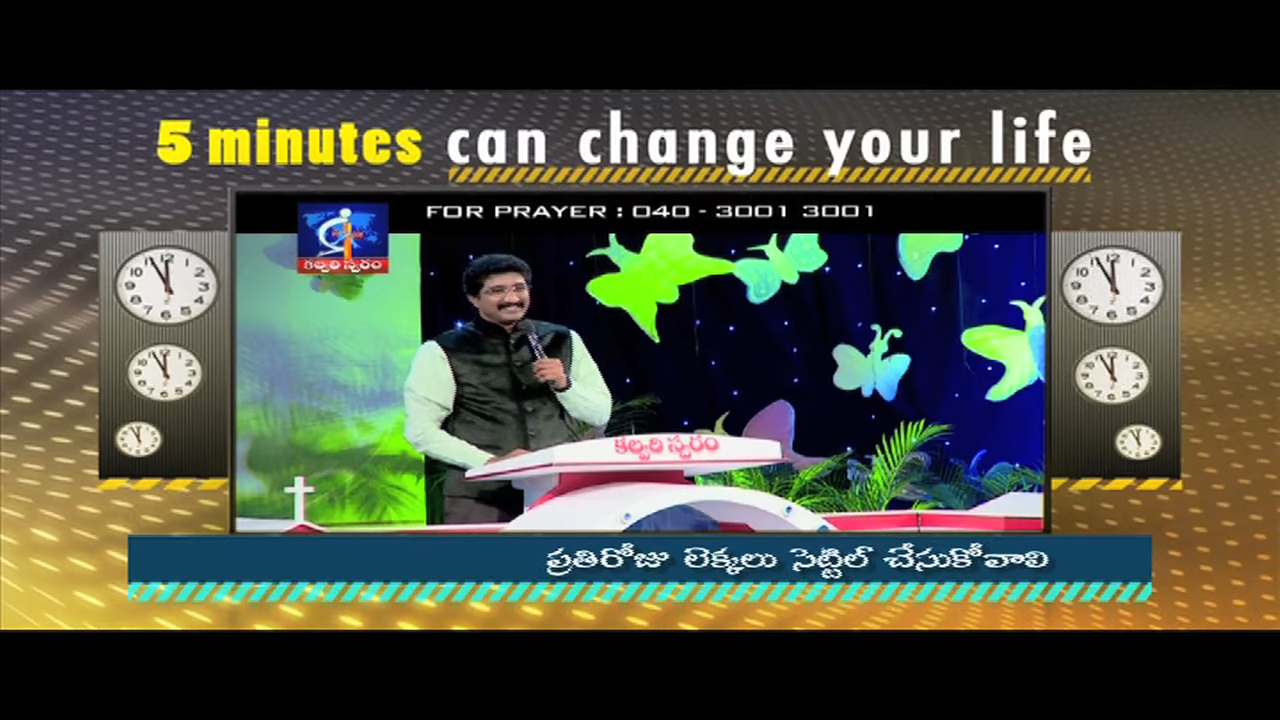 5 minutes can change your life
FOR PRAYER : 040 - 3001 3001
కల్వరి స్వరం
కల్వరి స్వరం
ప్రతిరోజు లెక్కలు సెట్టిల్ చేసుకోవాలి